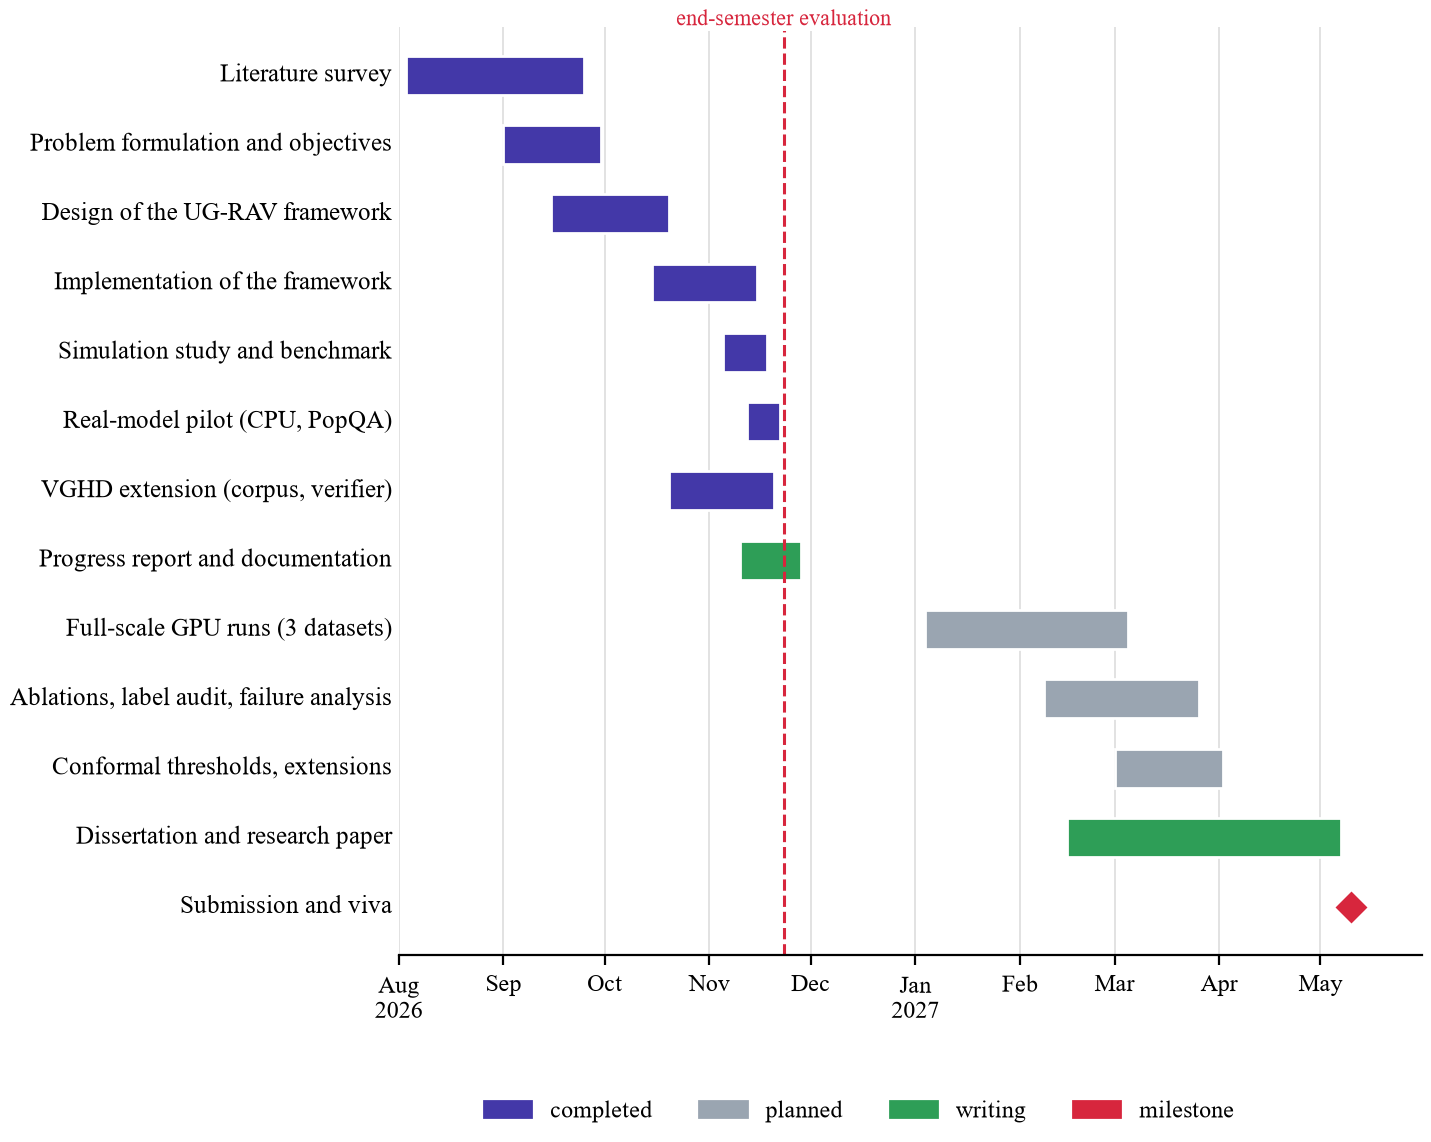 end-semester evaluation
Literature survey
Problem formulation and objectives
Design of the UG-RAV framework
Implementation of the framework
Simulation study and benchmark
Real-model pilot (CPU, PopQA)
VGHD extension (corpus, verifier)
Progress report and documentation
Full-scale GPU runs (3 datasets)
Ablations, label audit, failure analysis
Conformal thresholds, extensions
Dissertation and research paper
Submission and viva
Aug Sep Oct Nov Dec Jan Feb Mar Apr May
2026 2027
completed planned writing milestone